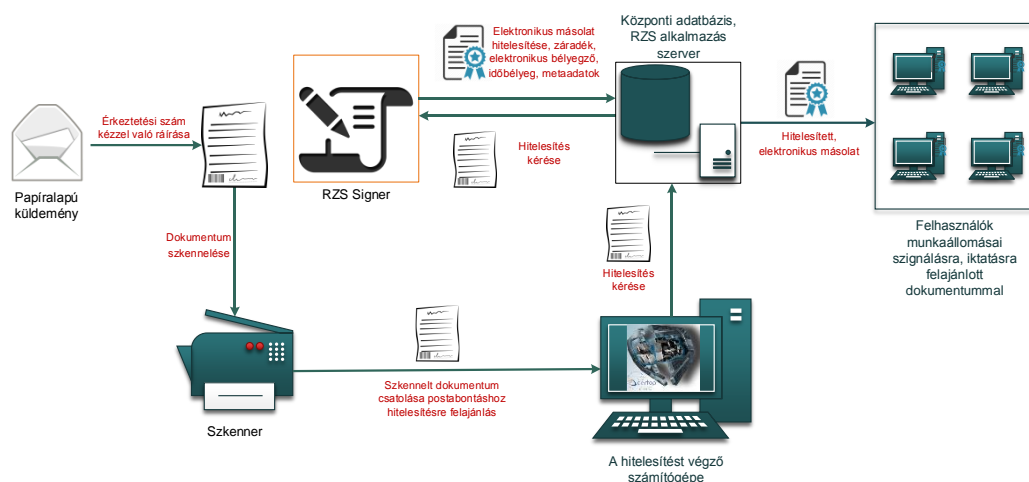 Központi adatbázis,
RZS alkalmazás
szerver
Elektronikus másolat
hitelesítése, záradék,
elektronikus bélyegző,
időbélyeg, metaadatok
Érkeztetési szám
kézzel való ráírása
Hitelesítés
kérése
Hitelesített,
elektronikus másolat
Papíralapú
küldemény
RZS Signer
Dokumentum
szkennelése
Hitelesítés
kérése
Felhasználók
munkaállomásai
szignálásra, iktatásra
felajánlott
dokumentummal
Szkennelt dokumentum
csatolása postabontáshoz
hitelesítésre felajánlás
certop
Szkenner
A hitelesítést végző
számítógépe